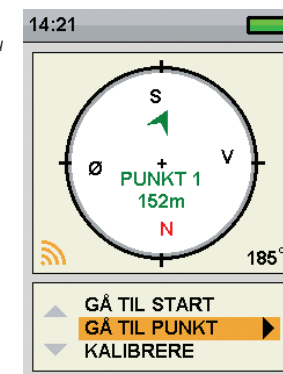 14:21
S
Ø
V
PUNKT 1
152m
N
185°
GÅ TIL START
GÅ TIL PUNKT
KALIBRERE